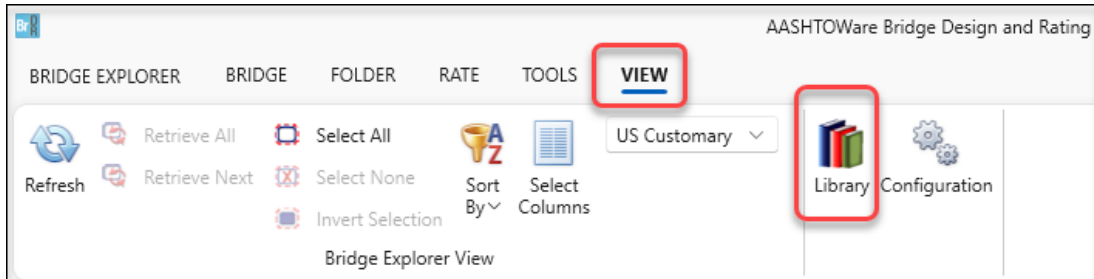 BrDR
AASHTOWare Bridge Design and Rating
BRIDGE EXPLORER BRIDGE FOLDER RATE TOOLS VIEW
Refresh
Retrieve All
Retrieve Next
Select All
Select None
Invert Selection
A
Z
Sort
By
Select
Columns
US Customary
Library
Configuration
Bridge Explorer View